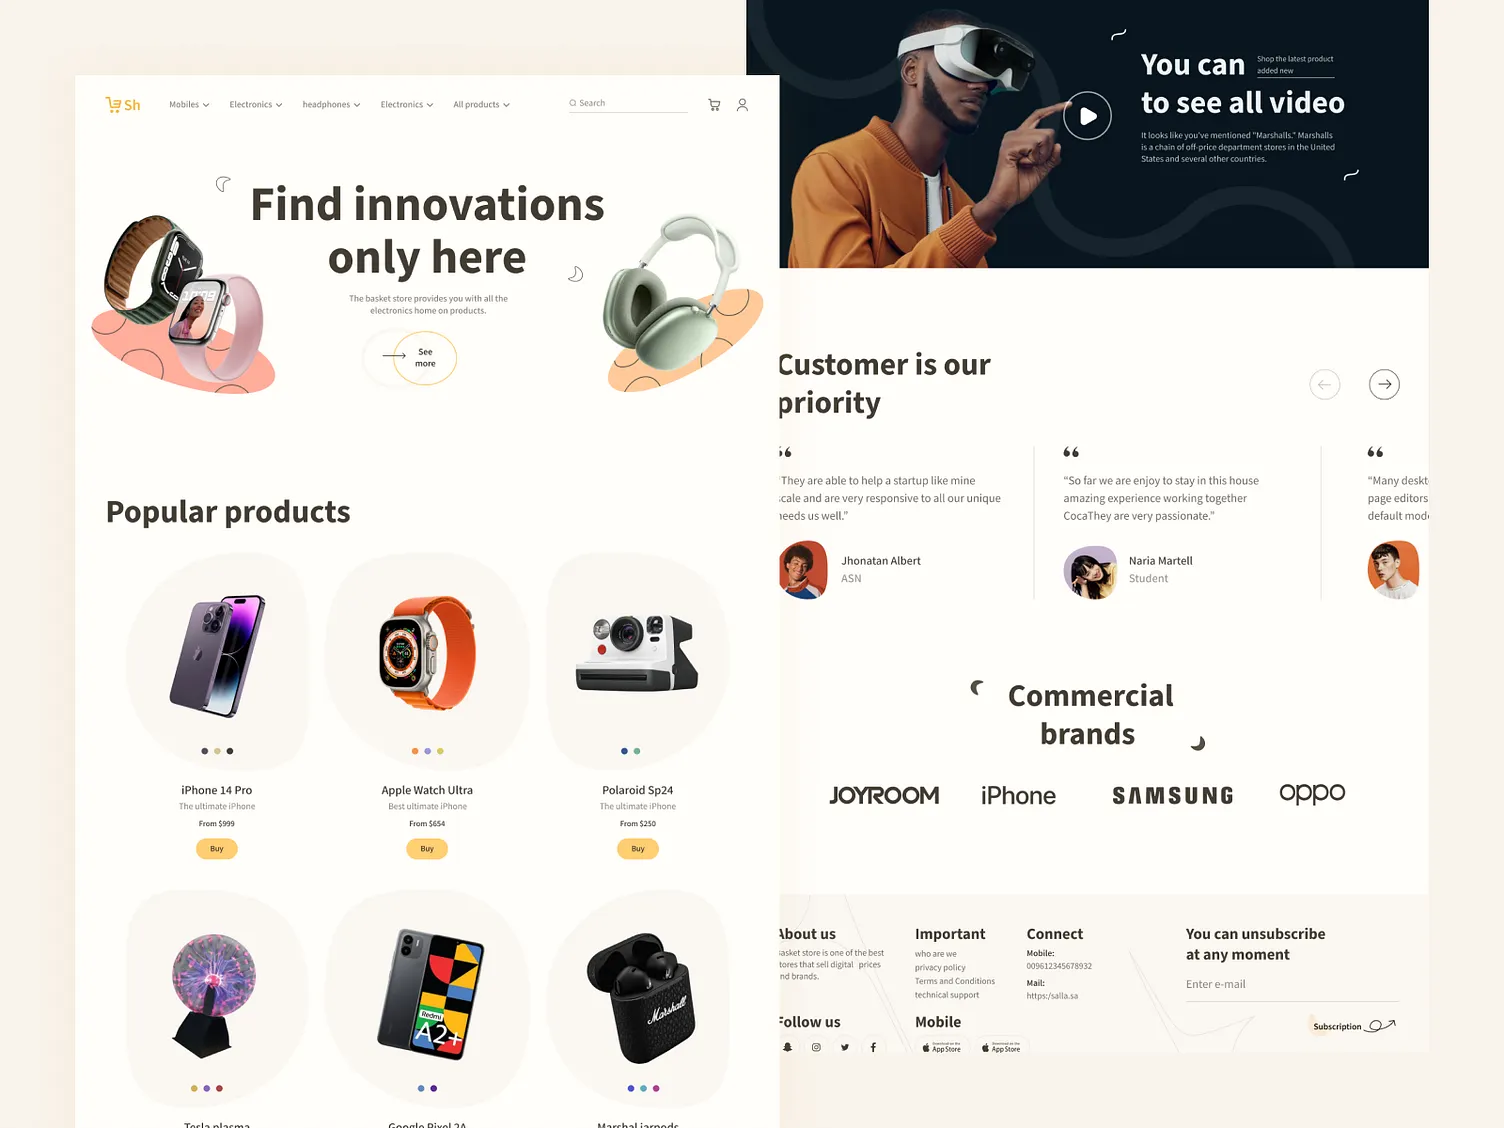 Sh
Mobiles
Electronics
headphones
Electronics
All products
Search
Find innovations
only here
The basket store provides you with all the
electronics home on products.
See
more
Popular products
iPhone 14 Pro
The ultimate iPhone
From $999
Buy
Apple Watch Ultra
Best ultimate iPhone
From $654
Buy
Polaroid Sp24
The ultimate iPhone
From $250
Buy
Redmi
A2+
Marshall
Tesla plasma
Google Pixel 2A
Marshal iarpods
You can
Shop the latest product
added new
to see all video
It looks like you've mentioned "Marshalls." Marshalls
is a chain of off-price department stores in the United
States and several other countries.
Customer is our
priority
“They are able to help a startup like mine
scale and are very responsive to all our unique
needs us well.”
Jhonatan Albert
ASN
“So far we are enjoy to stay in this house
amazing experience working together
CocaThey are very passionate.”
Naria Martell
Student
“Many deskt
page editors
default mod
Commercial
brands
JOYROOM
iPhone
SAMSUNG
oppo
About us
basket store is one of the best
stores that sell digital prices
and brands.
Follow us
Important
who are we
privacy policy
Terms and Conditions
technical support
Mobile
Download on the
App Store
Download on the
App Store
Connect
Mobile:
009612345678932
Mail:
https:/salla.sa
You can unsubscribe
at any moment
Enter e-mail
Subscription